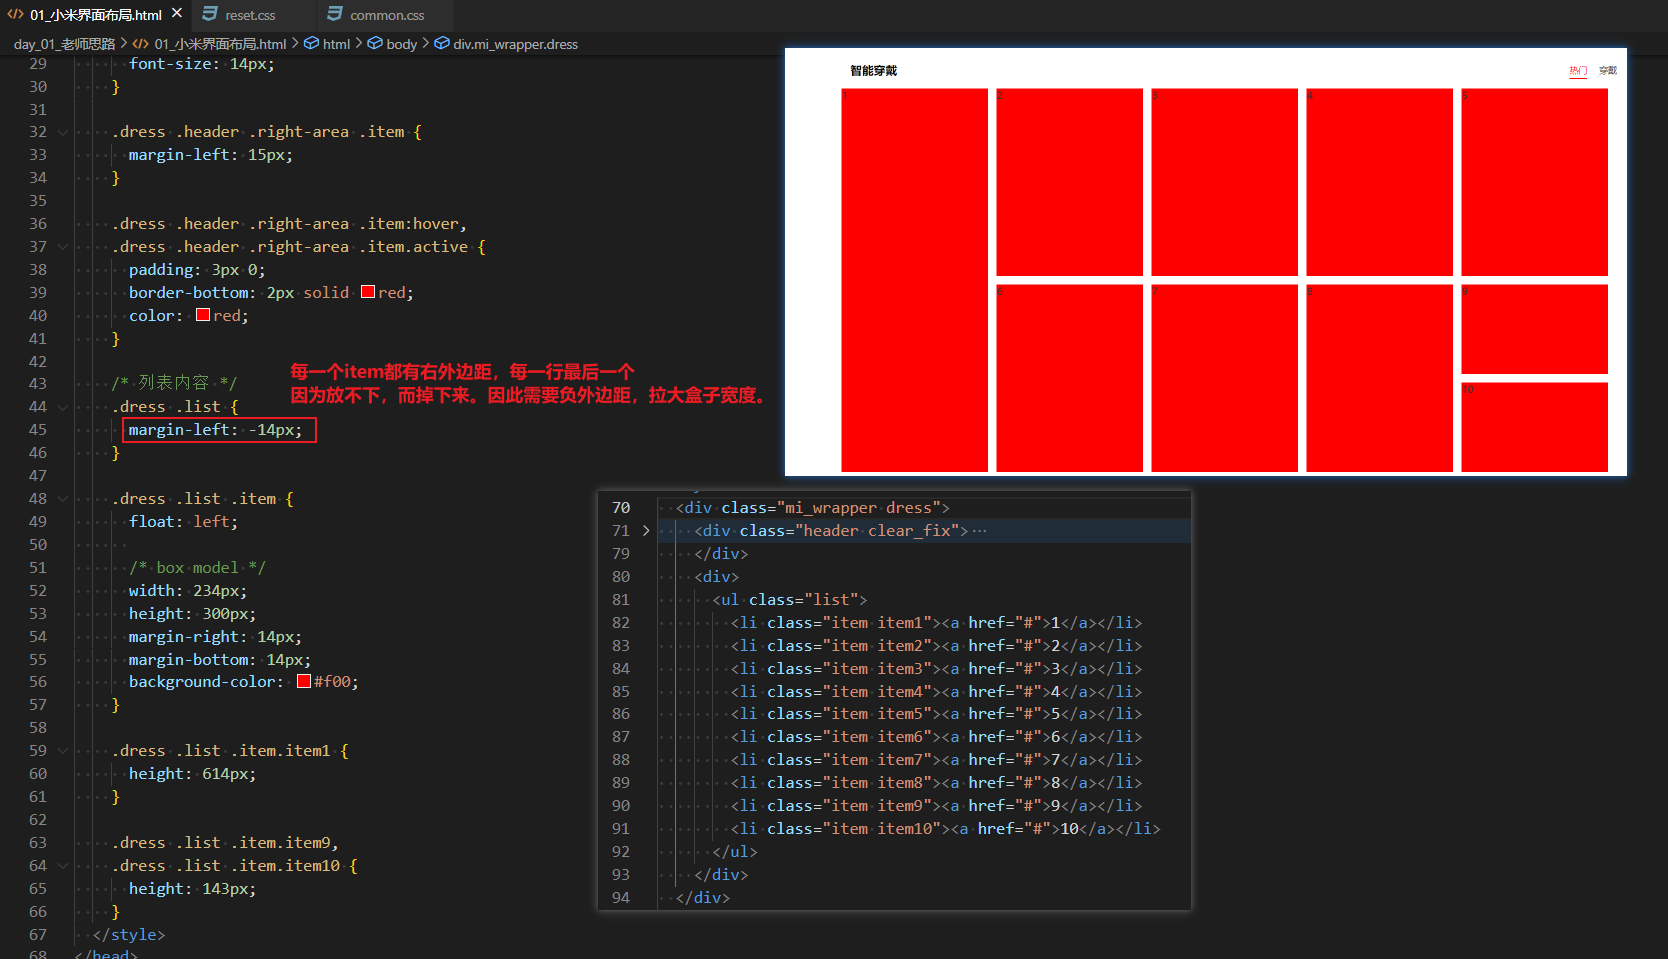 01_小米界面布局.html
reset.css
common.css
day_01_老师思路 > 01_小米界面布局.html > html > body > div.mi_wrapper.dress
29 font-size: 14px;
30 }
31
32 .dress .header .right-area .item {
33 margin-left: 15px;
34 }
35
36 .dress .header .right-area .item:hover,
37 .dress .header .right-area .item.active {
38 padding: 3px 0;
39 border-bottom: 2px solid red;
40 color: red;
41 }
42
43 /* 列表内容 */
44 .dress .list {
45 margin-left: -14px;
46 }
47
48 .dress .list .item {
49 float: left;
50
51 /* box model */
52 width: 234px;
53 height: 300px;
54 margin-right: 14px;
55 margin-bottom: 14px;
56 background-color: #f00;
57 }
58
59 .dress .list .item.item1 {
60 height: 614px;
61 }
62
63 .dress .list .item.item9,
64 .dress .list .item.item10 {
65 height: 143px;
66 }
67 </style>
68 </head>
每一个item都有右外边距，每一行最后一个
因为放不下，而掉下来。因此需要负外边距，拉大盒子宽度。
智能穿戴
热门 穿戴
1 2 3 4 5
6 7 8 9
10
70 <div class="mi_wrapper dress">
71 <div class="header clear_fix"> ⋯
79 </div>
80 <div>
81 <ul class="list">
82 <li class="item item1"><a href="#">1</a></li>
83 <li class="item item2"><a href="#">2</a></li>
84 <li class="item item3"><a href="#">3</a></li>
85 <li class="item item4"><a href="#">4</a></li>
86 <li class="item item5"><a href="#">5</a></li>
87 <li class="item item6"><a href="#">6</a></li>
88 <li class="item item7"><a href="#">7</a></li>
89 <li class="item item8"><a href="#">8</a></li>
90 <li class="item item9"><a href="#">9</a></li>
91 <li class="item item10"><a href="#">10</a></li>
92 </ul>
93 </div>
94 </div>